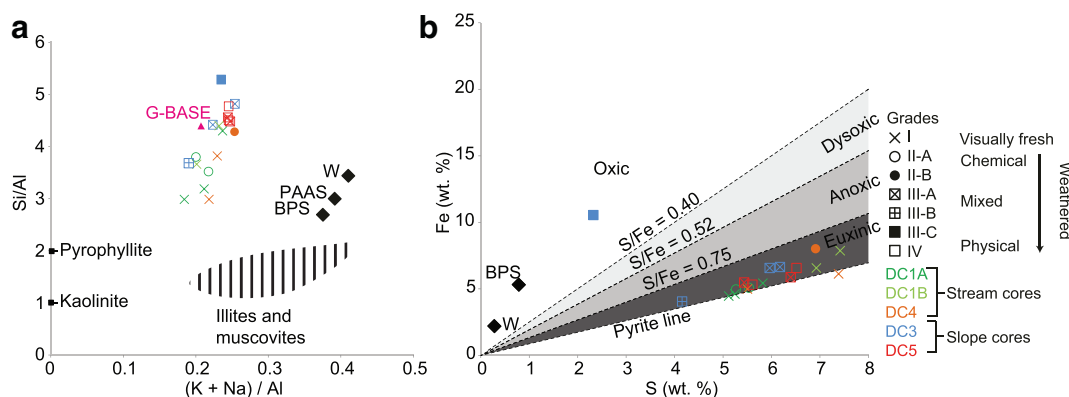 a
6
5
4
3
2
1
0
Si/Al
G-BASE
W
PAAS
BPS
Pyrophyllite
Kaolinite
Illites and
muscovites
0 0.1 0.2 0.3 0.4 0.5
(K + Na) / Al
b
25
20
15
10
5
0
Fe (wt. %)
Oxic
Dysoxic
Anoxic
Euxinic
S/Fe = 0.40
S/Fe = 0.52
S/Fe = 0.75
Pyrite line
BPS
W
0 1 2 3 4 5 6 7 8
S (wt. %)
Grades
I Visually fresh
II-A Chemical
II-B
III-A Mixed
III-B
III-C
IV Physical
Weathered
DC1A
DC1B Stream cores
DC4
DC3 Slope cores
DC5